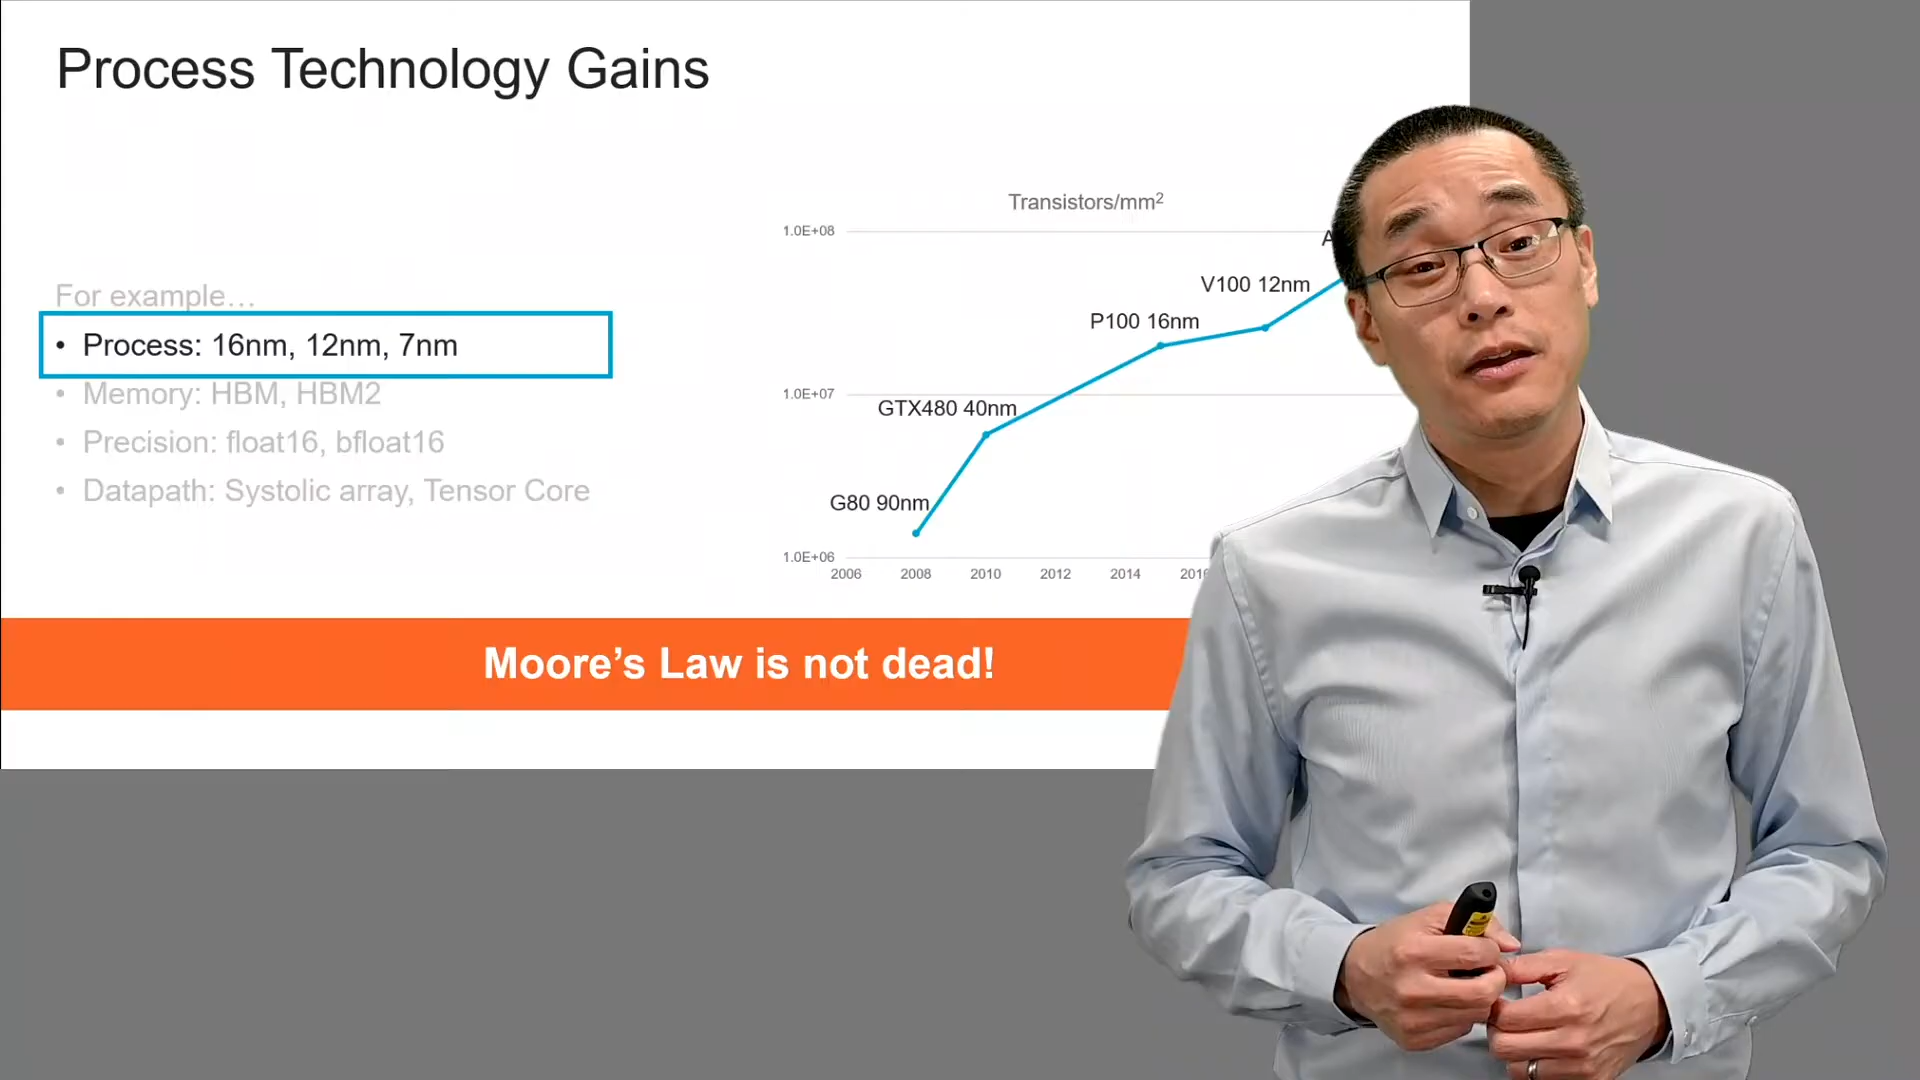 Process Technology Gains
For example…
• Process: 16nm, 12nm, 7nm
• Memory: HBM, HBM2
• Precision: float16, bfloat16
• Datapath: Systolic array, Tensor Core
Transistors/mm²
1.0E+08
A
V100 12nm
P100 16nm
1.0E+07
GTX480 40nm
G80 90nm
1.0E+06
2006 2008 2010 2012 2014 2016
Moore’s Law is not dead!